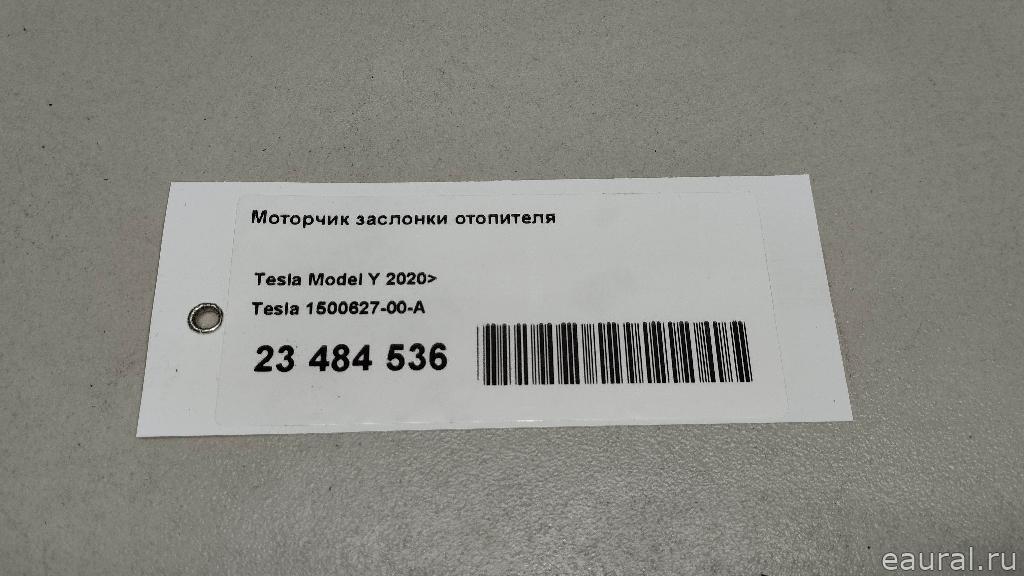 Моторчик заслонки отопителя
Tesla Model Y 2020>
Tesla 1500627-00-A
23 484 536
eaural.ru